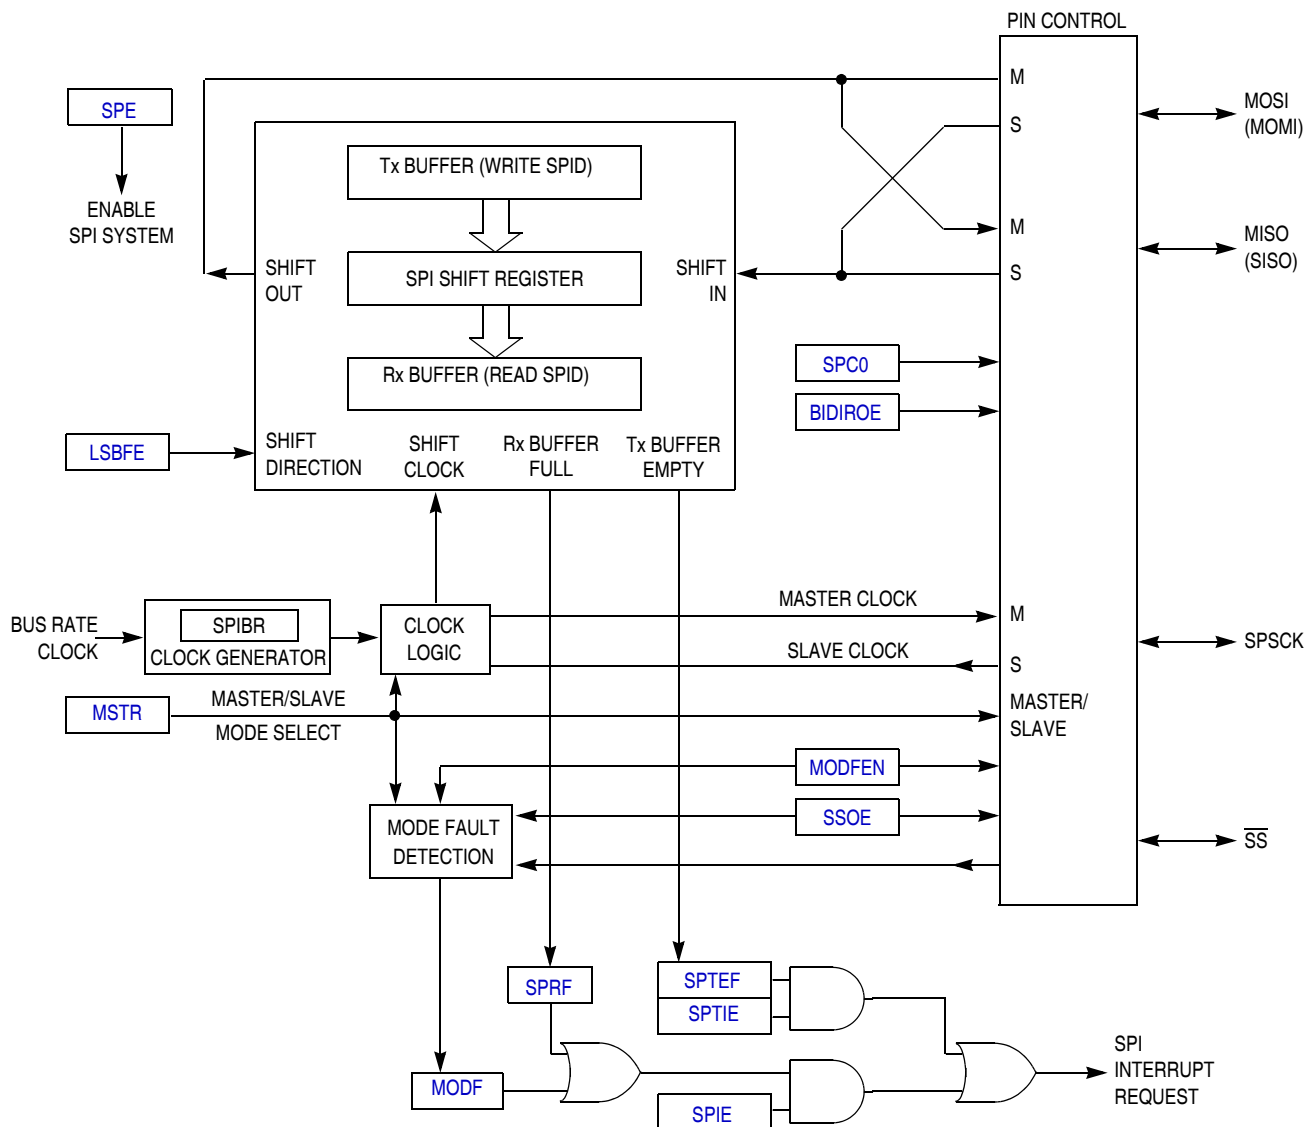 PIN CONTROL
M
MOSI
(MOMI)
S
SPE
ENABLE
SPI SYSTEM
Tx BUFFER (WRITE SPID)
M
MISO
(SISO)
S
SHIFT
OUT
SPI SHIFT REGISTER
SHIFT
IN
Rx BUFFER (READ SPID)
SPC0
BIDIROE
LSBFE
SHIFT
DIRECTION
SHIFT
CLOCK
Rx BUFFER
FULL
Tx BUFFER
EMPTY
BUS RATE
CLOCK
SPIBR
CLOCK GENERATOR
CLOCK
LOGIC
MASTER CLOCK
M
SLAVE CLOCK
S
SPSCK
MSTR
MASTER/SLAVE
MODE SELECT
MASTER/
SLAVE
MODFEN
SSOE
MODE FAULT
DETECTION
SS
SPRF
SPTEF
SPTIE
MODF
SPIE
SPI
INTERRUPT
REQUEST